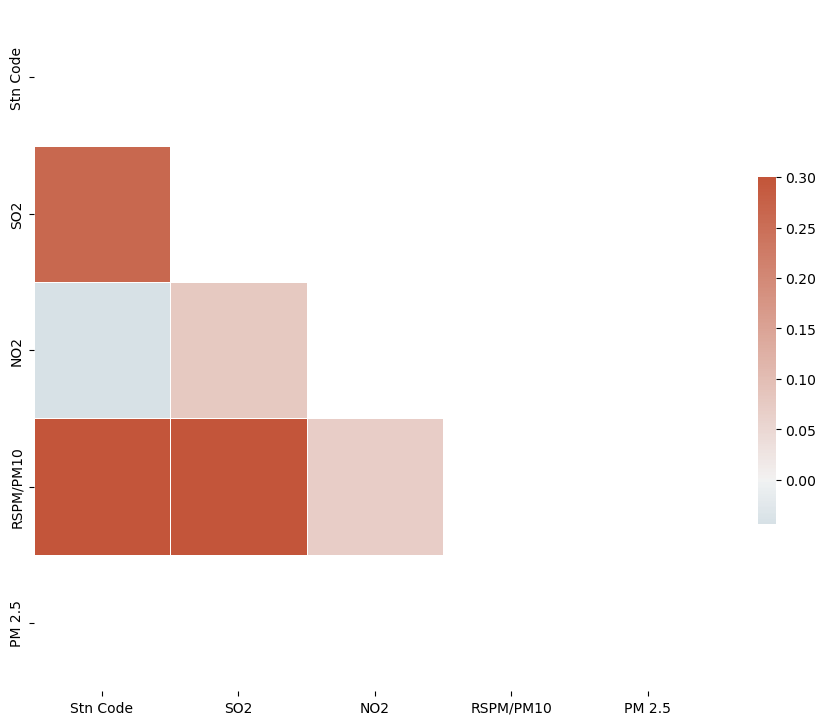 Stn Code
SO2
NO2
RSPM/PM10
PM 2.5
Stn Code
SO2
NO2
RSPM/PM10
PM 2.5
0.30
0.25
0.20
0.15
0.10
0.05
0.00